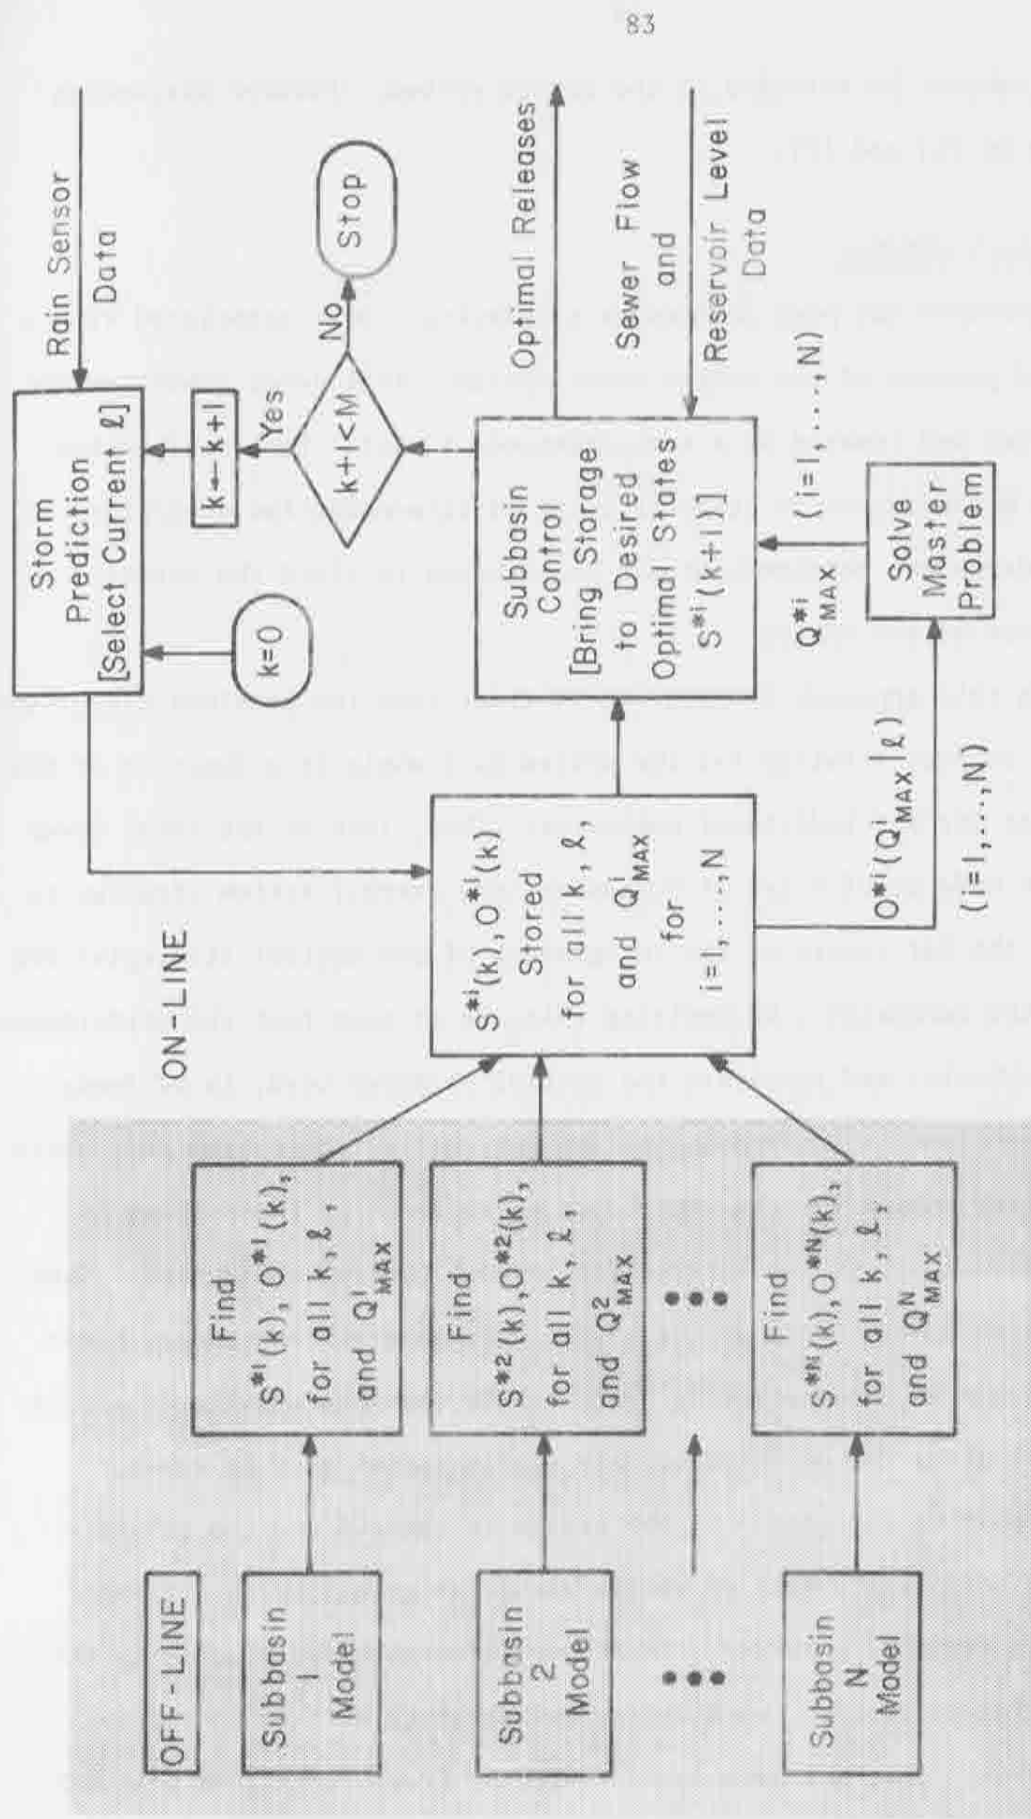 83
OFF-LINE
Subbasin
1
Model
Subbasin
2
Model
Subbasin
N
Model
Find
S*1(k), O*1(k),
for all k, ℓ,
and Q1MAX
Find
S*2(k), O*2(k),
for all k, ℓ,
and Q2MAX
Find
S*N(k), O*N(k),
for all k, ℓ
and QNMAX
ON-LINE
S*i(k), O*i(k)
Stored
for all k, ℓ,
and QiMAX
for
i=1,...,N
Storm
Prediction
[Select Current ℓ]
Rain Sensor
Data
k=0
k←k+1
Yes
k+1<M
No
Stop
Subbasin
Control
[Bring Storage
to Desired
Optimal States
S*i(k+1)]
Optimal Releases
Sewer Flow
and
Reservoir Level
Data
Q*iMAX (i=1,...,N)
Solve
Master
Problem
O*i(QiMAX, ℓ)
(i=1,...,N)